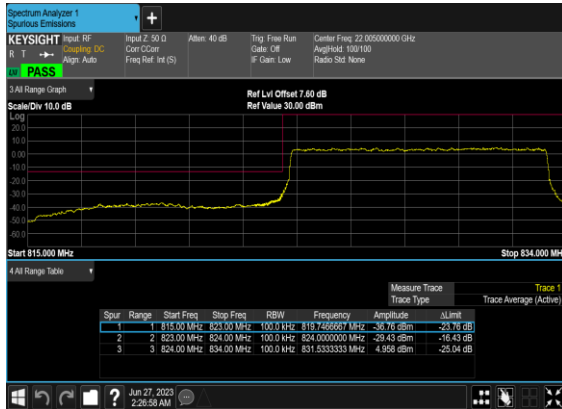 Spectrum Analyzer 1
Spurious Emissions
+
KEYSIGHT Input: RF Input Z: 50 Ω Atten: 40 dB Trig: Free Run Center Freq: 22.005000000 GHz
R T Coupling: DC Corr CCorr Gate: Off Avg|Hold: 100/100
Align: Auto Freq Ref: Int (S) IF Gain: Low Radio Std: None
PASS
3 All Range Graph
Ref Lvl Offset 7.60 dB
Scale/Div 10.0 dB Ref Value 30.00 dBm
Log
20.0
10.0
0.00
-10.0
-20.0
-30.0
-40.0
-50.0
-60.0
Start 815.000 MHz Stop 834.000 MHz
4 All Range Table
Measure Trace Trace 1
Trace Type Trace Average (Active)
Spur Range Start Freq Stop Freq RBW Frequency Amplitude ΔLimit
1 1 815.00 MHz 823.00 MHz 100.0 kHz 819.7466667 MHz -36.76 dBm -23.76 dB
2 2 823.00 MHz 824.00 MHz 100.0 kHz 824.0000000 MHz -29.43 dBm -16.43 dB
3 3 824.00 MHz 834.00 MHz 100.0 kHz 831.5333333 MHz 4.958 dBm -25.04 dB
? Jun 27, 2023
2:26:58 AM